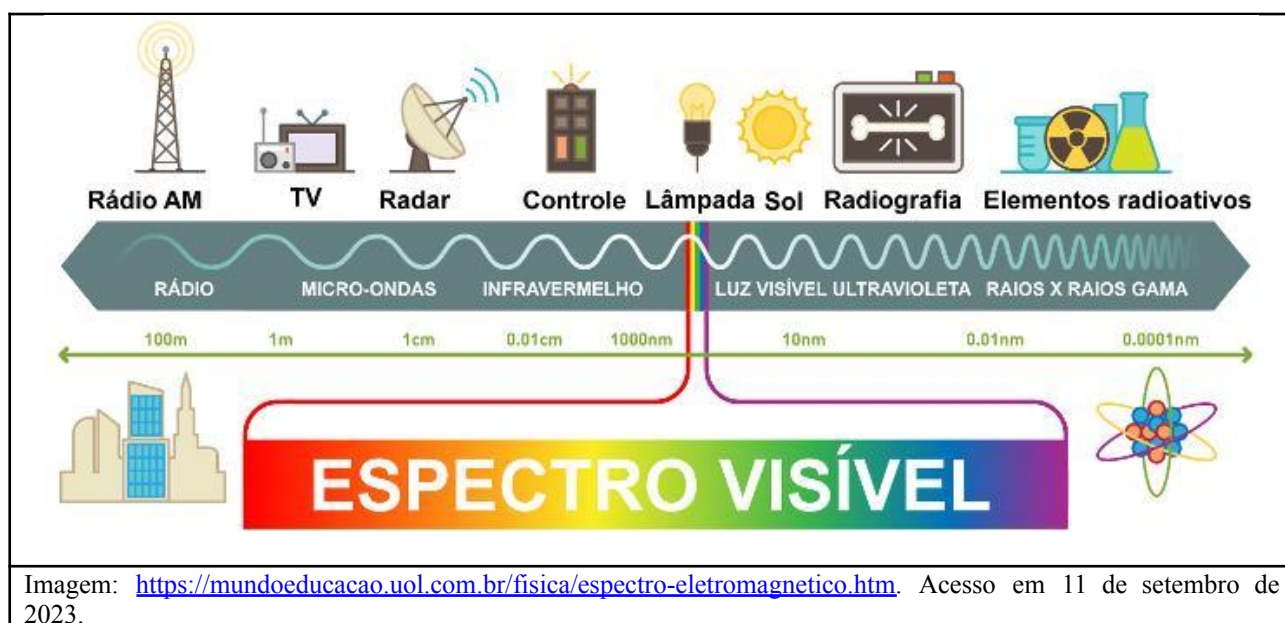 Rádio AM TV Radar Controle Lâmpada Sol Radiografia Elementos radioativos
RÁDIO MICRO-ONDAS INFRAVERMELHO LUZ VISÍVEL ULTRAVIOLETA RAIOS X RAIOS GAMA
100m 1m 1cm 0.01cm 1000nm 10nm 0.01nm 0.0001nm
ESPECTRO VISÍVEL
Imagem: https://mundoeducacao.uol.com.br/fisica/espectro-eletromagnetico.htm. Acesso em 11 de setembro de
2023.